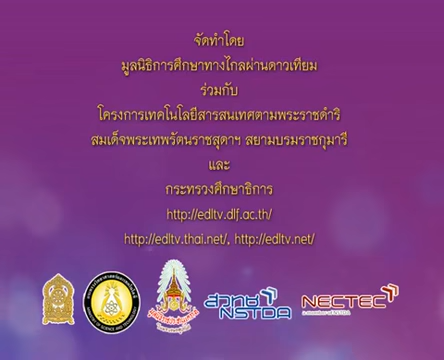 จัดทำโดย
มูลนิธิการศึกษาทางไกลผ่านดาวเทียม
ร่วมกับ
โครงการเทคโนโลยีสารสนเทศตามพระราชดำริ
สมเด็จพระเทพรัตนราชสุดาฯ สยามบรมราชกุมารี
และ
กระทรวงศึกษาธิการ
http://edltv.dlf.ac.th/
http://edltv.thai.net/, http://edltv.net/
สวทช
NSTDA
NECTEC
a member of NSTDA